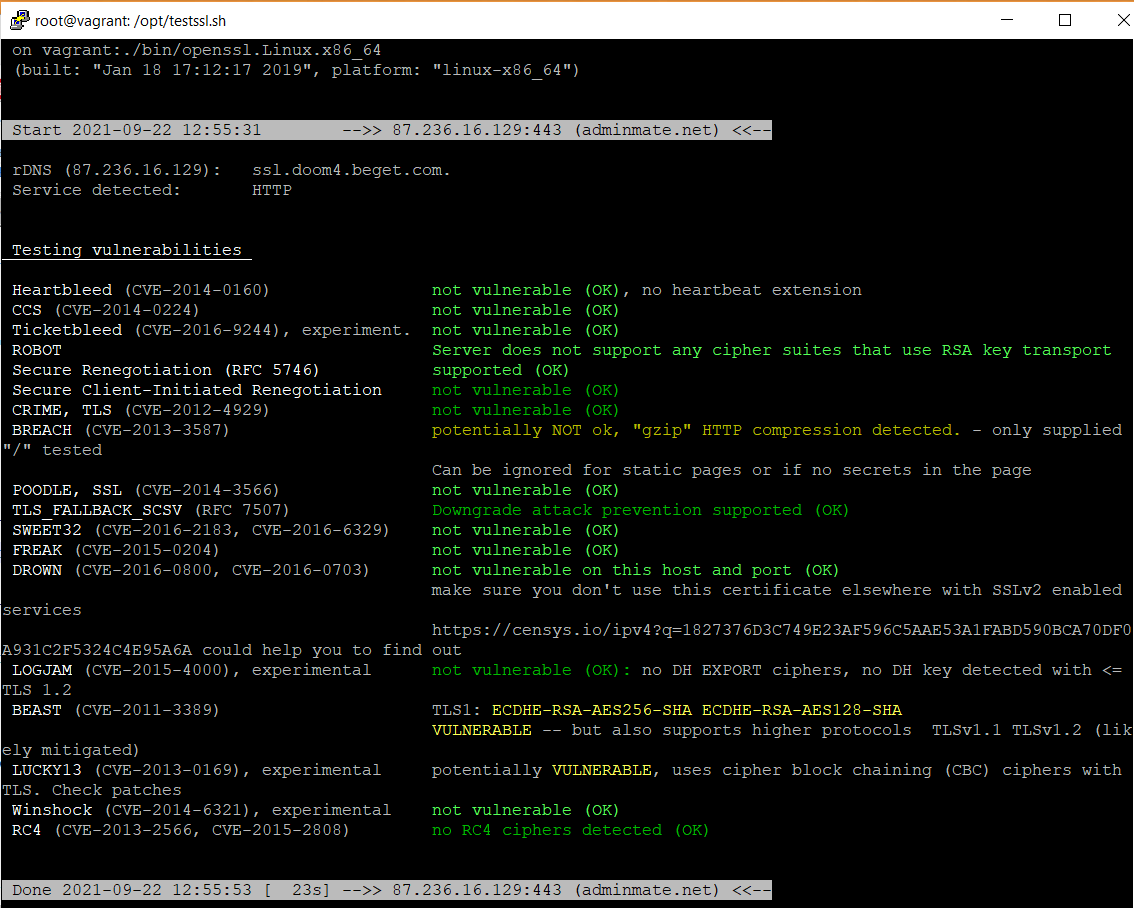 root@vagrant: /opt/testssl.sh
on vagrant:./bin/openssl.Linux.x86_64
(built: "Jan 18 17:12:17 2019", platform: "linux-x86_64")
Start 2021-09-22 12:55:31 -->> 87.236.16.129:443 (adminmate.net) <<--
rDNS (87.236.16.129): ssl.doom4.beget.com.
Service detected: HTTP
Testing vulnerabilities
Heartbleed (CVE-2014-0160) not vulnerable (OK), no heartbeat extension
CCS (CVE-2014-0224) not vulnerable (OK)
Ticketbleed (CVE-2016-9244), experiment. not vulnerable (OK)
ROBOT Server does not support any cipher suites that use RSA key transport
Secure Renegotiation (RFC 5746) supported (OK)
Secure Client-Initiated Renegotiation not vulnerable (OK)
CRIME, TLS (CVE-2012-4929) not vulnerable (OK)
BREACH (CVE-2013-3587) potentially NOT ok, "gzip" HTTP compression detected. - only supplied
"/" tested
Can be ignored for static pages or if no secrets in the page
POODLE, SSL (CVE-2014-3566) not vulnerable (OK)
TLS_FALLBACK_SCSV (RFC 7507) Downgrade attack prevention supported (OK)
SWEET32 (CVE-2016-2183, CVE-2016-6329) not vulnerable (OK)
FREAK (CVE-2015-0204) not vulnerable (OK)
DROWN (CVE-2016-0800, CVE-2016-0703) not vulnerable on this host and port (OK)
make sure you don't use this certificate elsewhere with SSLv2 enabled
services
https://censys.io/ipv4?q=1827376D3C749E23AF596C5AAE53A1FABD590BCA70DF0
A931C2F5324C4E95A6A could help you to find out
LOGJAM (CVE-2015-4000), experimental not vulnerable (OK): no DH EXPORT ciphers, no DH key detected with <=
TLS 1.2
BEAST (CVE-2011-3389) TLS1: ECDHE-RSA-AES256-SHA ECDHE-RSA-AES128-SHA
VULNERABLE -- but also supports higher protocols TLSv1.1 TLSv1.2 (lik
ely mitigated)
LUCKY13 (CVE-2013-0169), experimental potentially VULNERABLE, uses cipher block chaining (CBC) ciphers with
TLS. Check patches
Winshock (CVE-2014-6321), experimental not vulnerable (OK)
RC4 (CVE-2013-2566, CVE-2015-2808) no RC4 ciphers detected (OK)
Done 2021-09-22 12:55:53 [ 23s] -->> 87.236.16.129:443 (adminmate.net) <<--